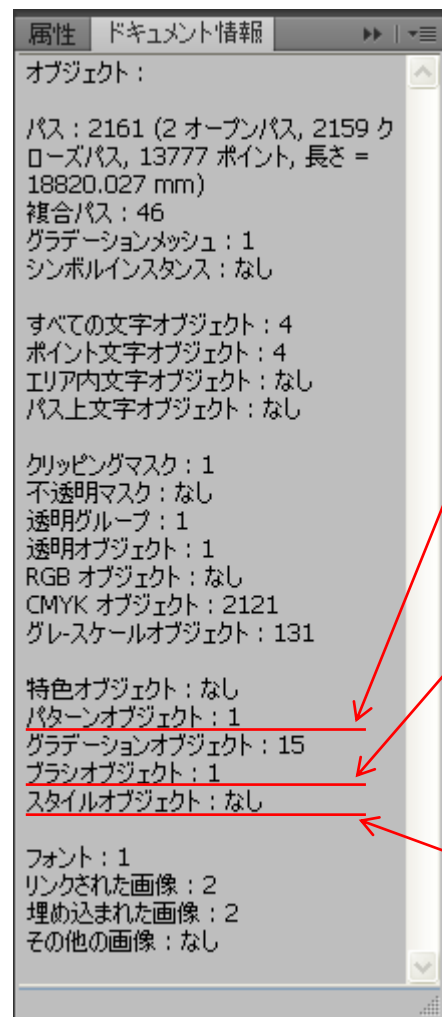 属性 ドキュメント情報
オブジェクト：
パス：2161 (2 オープンパス, 2159 ク
ローズパス, 13777 ポイント, 長さ =
18820.027 mm)
複合パス：46
グラデーションメッシュ：1
シンボルインスタンス：なし
すべての文字オブジェクト：4
ポイント文字オブジェクト：4
エリア内文字オブジェクト：なし
パス上文字オブジェクト：なし
クリッピングマスク：1
不透明マスク：なし
透明グループ：1
透明オブジェクト：1
RGB オブジェクト：なし
CMYK オブジェクト：2121
グレースケールオブジェクト：131
特色オブジェクト：なし
パターンオブジェクト：1
グラデーションオブジェクト：15
ブラシオブジェクト：1
スタイルオブジェクト：なし
フォント：1
リンクされた画像：2
埋め込まれた画像：2
その他の画像：なし